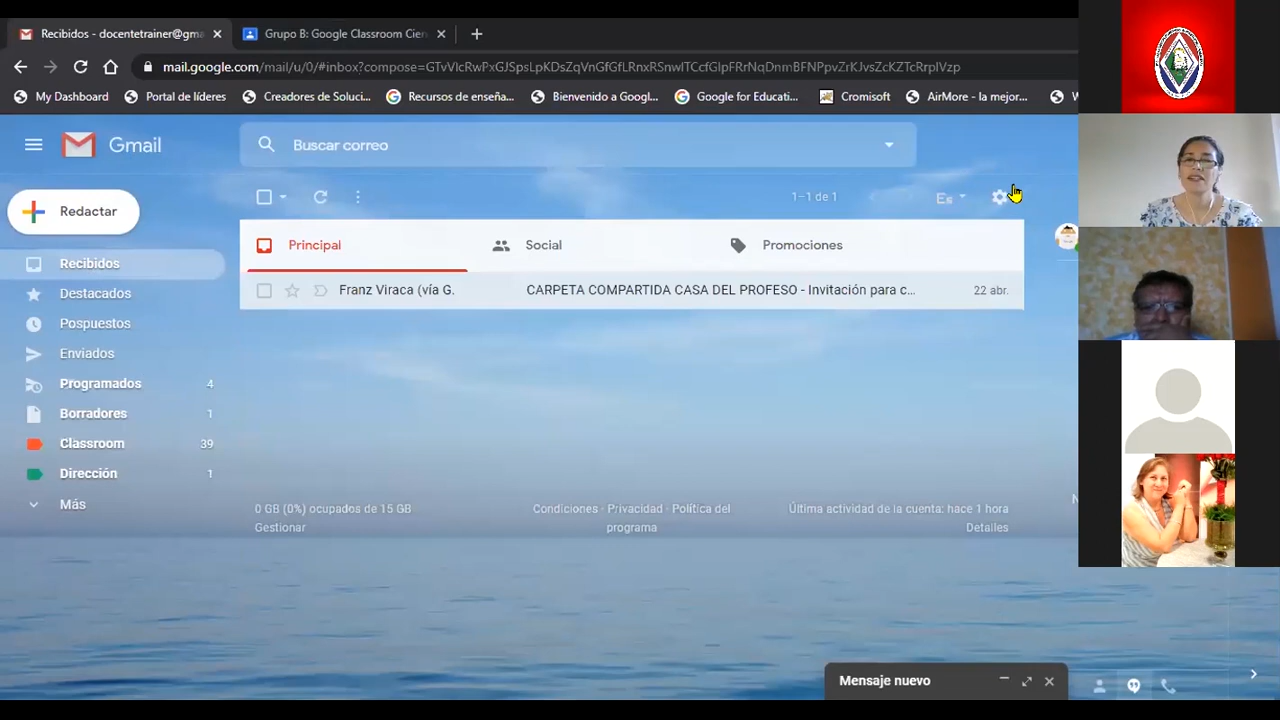 Recibidos - docentetrainer@gma
Grupo B: Google Classroom Cien
mail.google.com/mail/u/0/#inbox?compose=GTvVlcRwPxGJSpsLpKDsZqVnGfGfLRnxRSnwlTCcfGlpFRrNqDnmBFNPpvZrKJvsZcKZTcRrplVzp
My Dashboard
Portal de líderes
Creadores de Soluci...
Recursos de enseña...
Bienvenido a Googl...
Google for Educati...
Cromisoft
AirMore - la mejor...
Gmail
Buscar correo
Redactar
1–1 de 1
Es
Principal
Social
Promociones
Franz Viraca (vía G.
CARPETA COMPARTIDA CASA DEL PROFESO - Invitación para c...
22 abr.
Recibidos
Destacados
Pospuestos
Enviados
Programados 4
Borradores 1
Classroom 39
Dirección 1
Más
0 GB (0%) ocupados de 15 GB
Gestionar
Condiciones · Privacidad · Política del
programa
Última actividad de la cuenta: hace 1 hora
Detalles
Mensaje nuevo